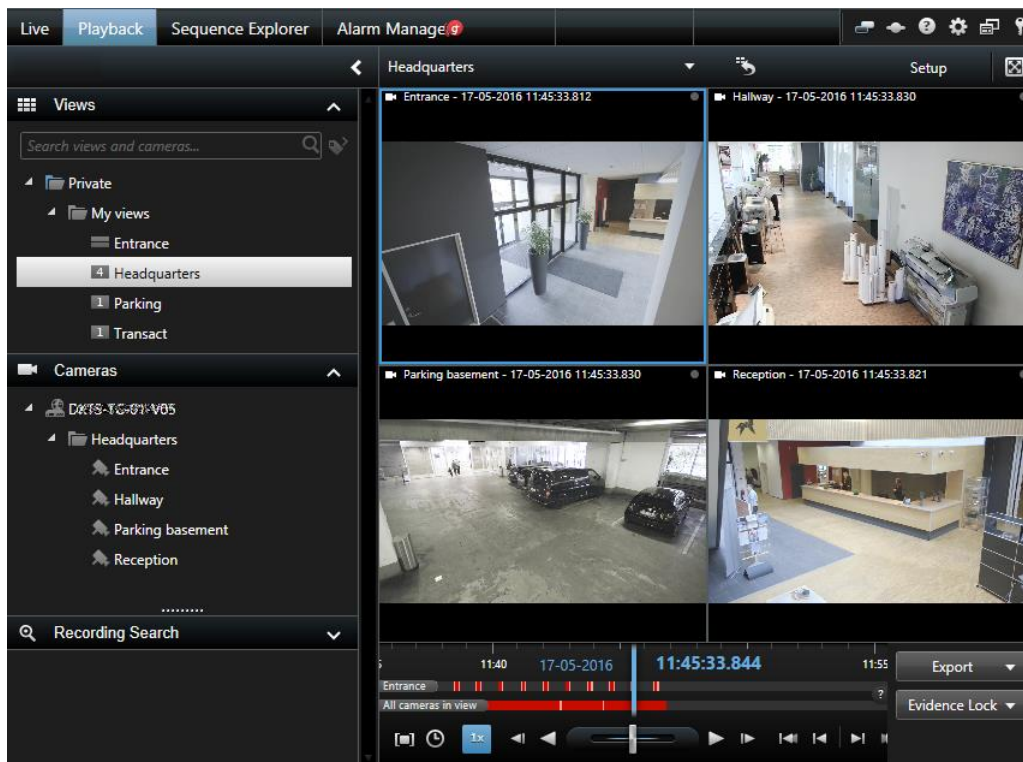 Live Playback Sequence Explorer Alarm Manager
Headquarters Setup
Views
Search views and cameras...
Private
My views
Entrance
4 Headquarters
1 Parking
1 Transact
Cameras
Headquarters
Entrance
Hallway
Parking basement
Reception
Recording Search
Entrance - 17-05-2016 11:45:33.812
Hallway - 17-05-2016 11:45:33.830
Parking basement - 17-05-2016 11:45:33.830
Reception - 17-05-2016 11:45:33.821
11:40 17-05-2016 11:45:33.844 11:55
Entrance
All cameras in view
?
1x
Export
Evidence Lock